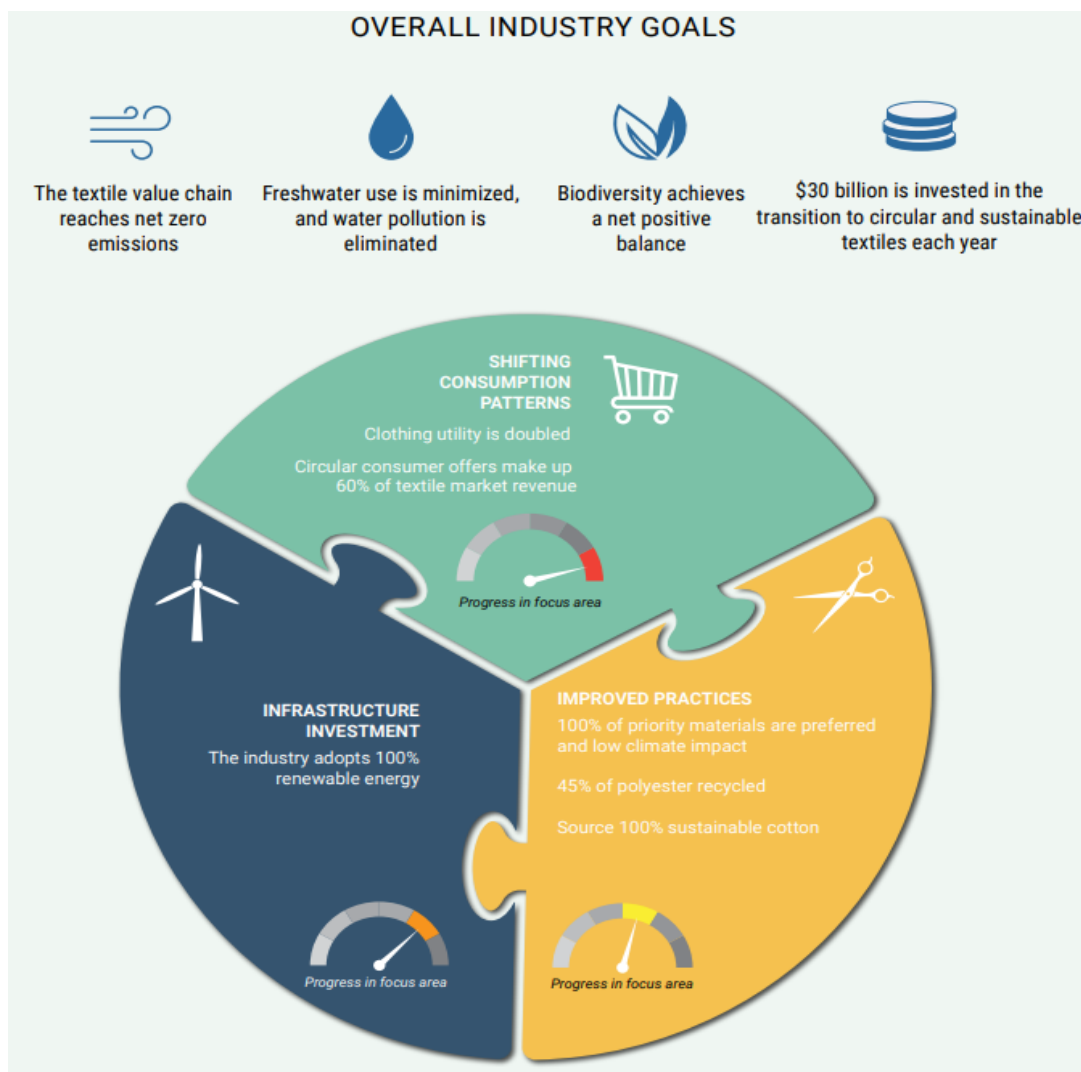 OVERALL INDUSTRY GOALS
The textile value chain
reaches net zero
emissions
Freshwater use is minimized,
and water pollution is
eliminated
Biodiversity achieves
a net positive
balance
$30 billion is invested in the
transition to circular and sustainable
textiles each year
SHIFTING
CONSUMPTION
PATTERNS
Clothing utility is doubled
Circular consumer offers make up
60% of textile market revenue
Progress in focus area
INFRASTRUCTURE
INVESTMENT
The industry adopts 100%
renewable energy
Progress in focus area
IMPROVED PRACTICES
100% of priority materials are preferred
and low climate impact
45% of polyester recycled
Source 100% sustainable cotton
Progress in focus area